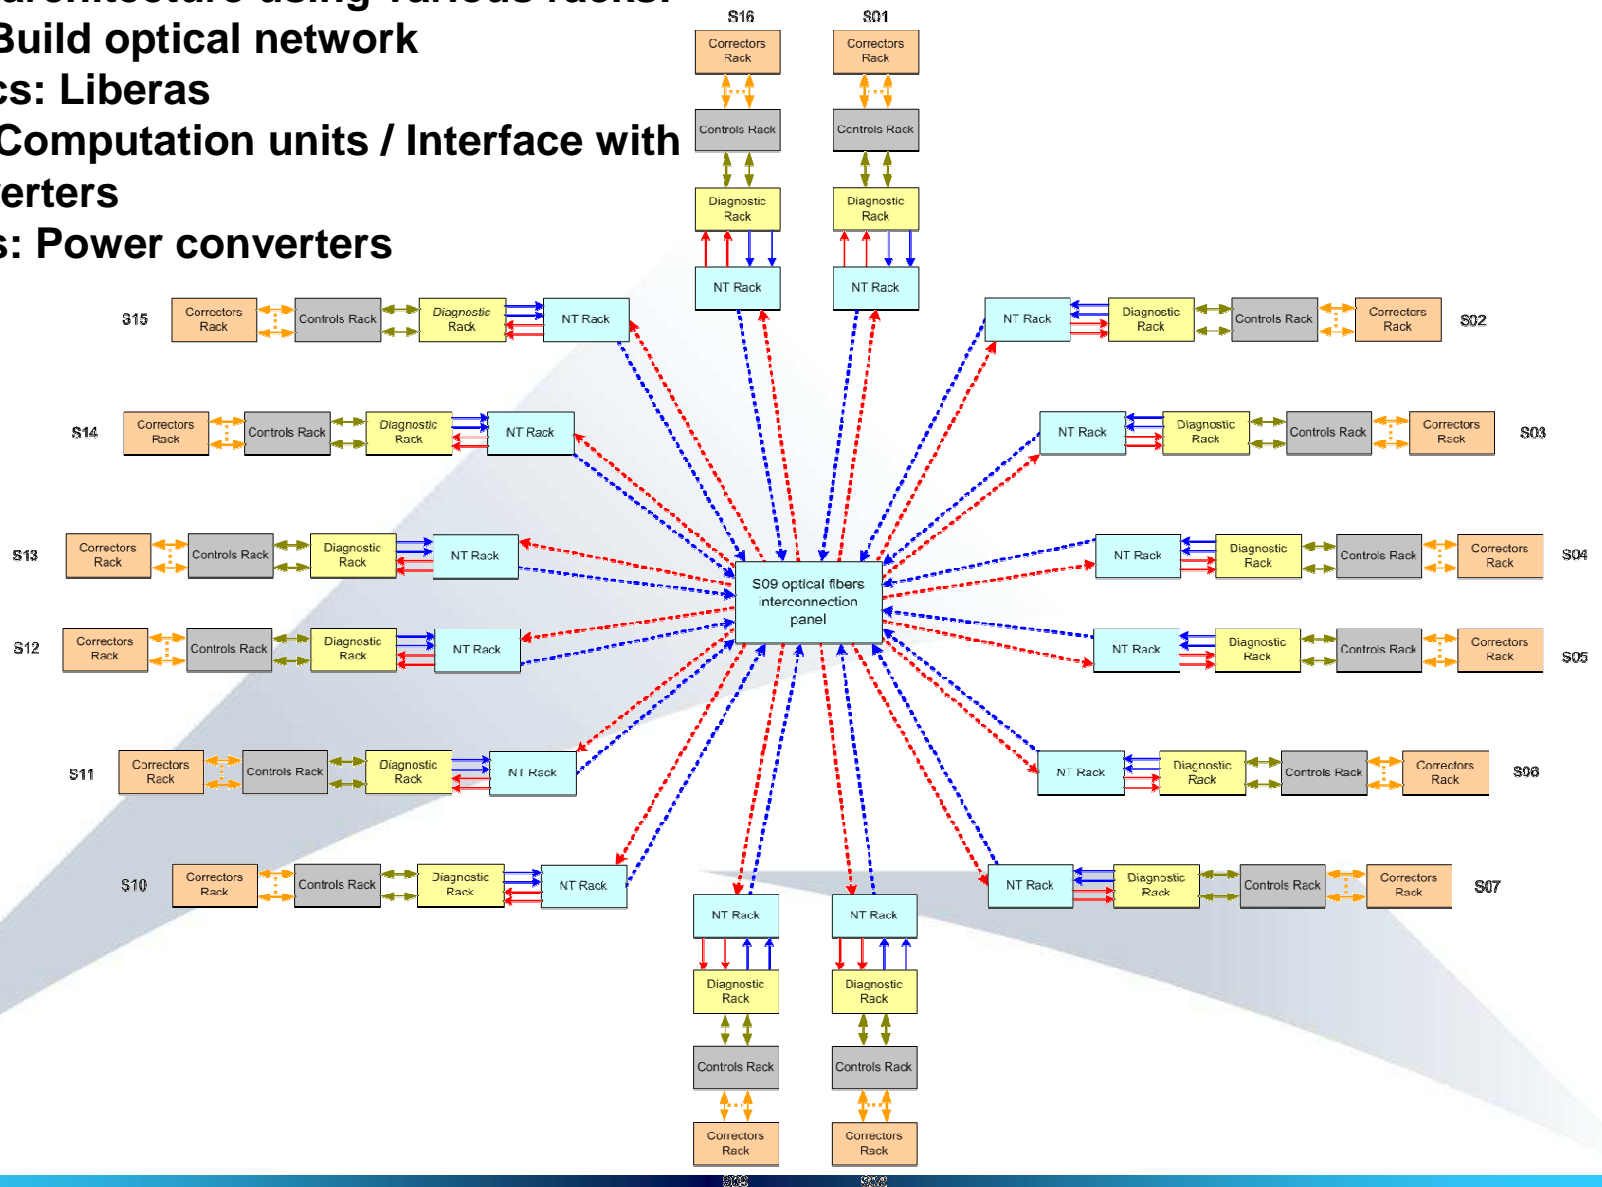 architecture using various racks:
Build optical network
cs: Liberas
Computation units / Interface with
verters
s: Power converters
S16
S01
Correctors
Rack
Correctors
Rack
Controls Rack
Controls Rack
Diagnostic
Rack
Diagnostic
Rack
NT Rack
NT Rack
S15
Correctors
Rack
Controls Rack
Diagnostic
Rack
NT Rack
NT Rack
Diagnostic
Rack
Controls Rack
Correctors
Rack
S02
S14
Correctors
Rack
Controls Rack
Diagnostic
Rack
NT Rack
NT Rack
Diagnostic
Rack
Controls Rack
Correctors
Rack
S03
S13
Correctors
Rack
Controls Rack
Diagnostic
Rack
NT Rack
NT Rack
Diagnostic
Rack
Controls Rack
Correctors
Rack
S04
S09 optical fibers
interconnection
panel
S12
Correctors
Rack
Controls Rack
Diagnostic
Rack
NT Rack
NT Rack
Diagnostic
Rack
Controls Rack
Correctors
Rack
S05
S11
Correctors
Rack
Controls Rack
Diagnostic
Rack
NT Rack
NT Rack
Diagnostic
Rack
Controls Rack
Correctors
Rack
S06
S10
Correctors
Rack
Controls Rack
Diagnostic
Rack
NT Rack
NT Rack
Diagnostic
Rack
Controls Rack
Correctors
Rack
S07
NT Rack
NT Rack
Diagnostic
Rack
Diagnostic
Rack
Controls Rack
Controls Rack
Correctors
Rack
Correctors
Rack